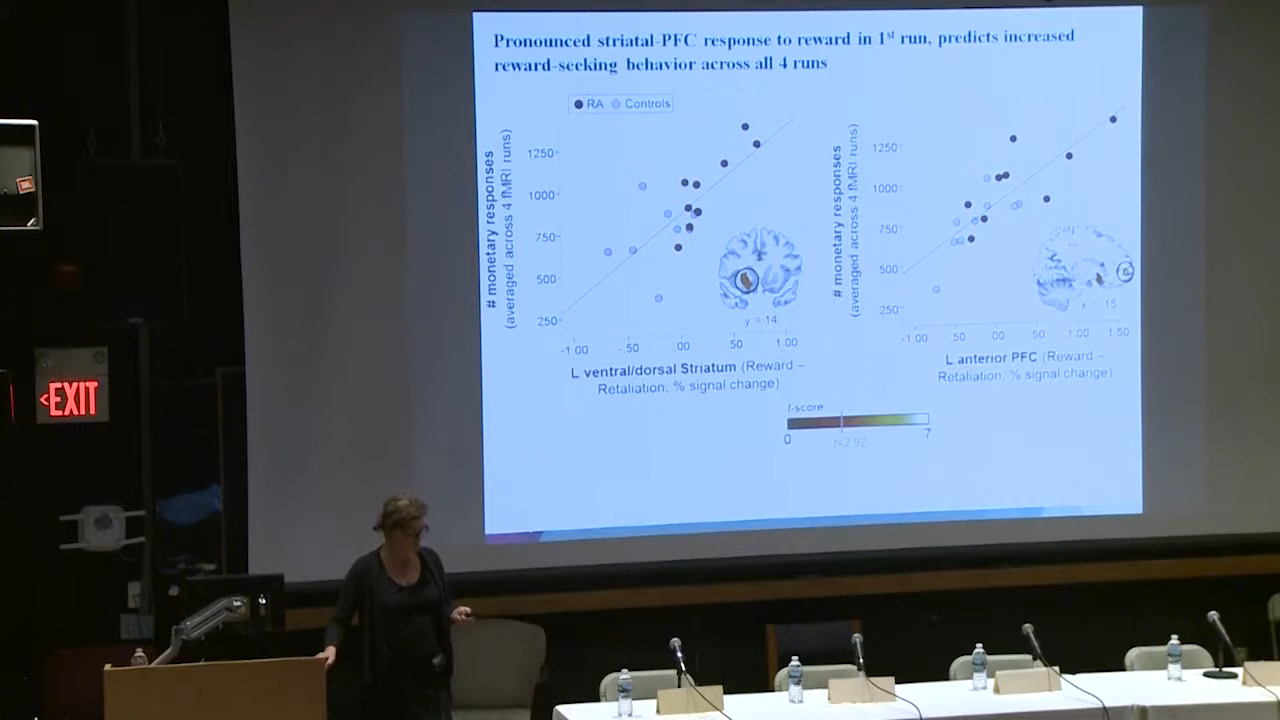 Pronounced striatal-PFC response to reward in 1st run, predicts increased
reward-seeking behavior across all 4 runs
RA Controls
# monetary responses
(averaged across 4 fMRI runs)
1250
1000
750
500
250
-1 00 - 50 00 50 1 00
y = 14
L ventral/dorsal Striatum (Reward –
Retaliation, % signal change)
# monetary responses
(averaged across 4 fMRI runs)
1250
1000
750
500
250
-1 00 - 50 00 50 1 00 1 50
x = 15
L anterior PFC (Reward –
Retaliation, % signal change)
t-score
0 t=2.92 7
<EXIT